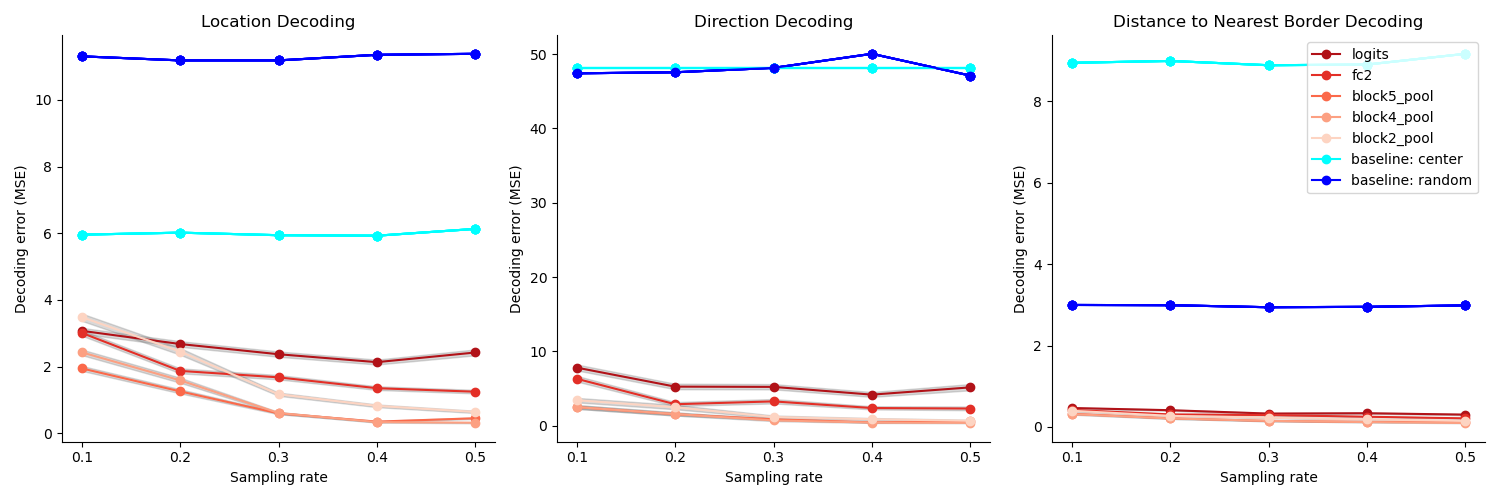 Location Decoding
Decoding error (MSE)
10
8
6
4
2
0
0.1 0.2 0.3 0.4 0.5
Sampling rate
Direction Decoding
Decoding error (MSE)
50
40
30
20
10
0
0.1 0.2 0.3 0.4 0.5
Sampling rate
Distance to Nearest Border Decoding
Decoding error (MSE)
8
6
4
2
0
0.1 0.2 0.3 0.4 0.5
Sampling rate
logits
fc2
block5_pool
block4_pool
block2_pool
baseline: center
baseline: random